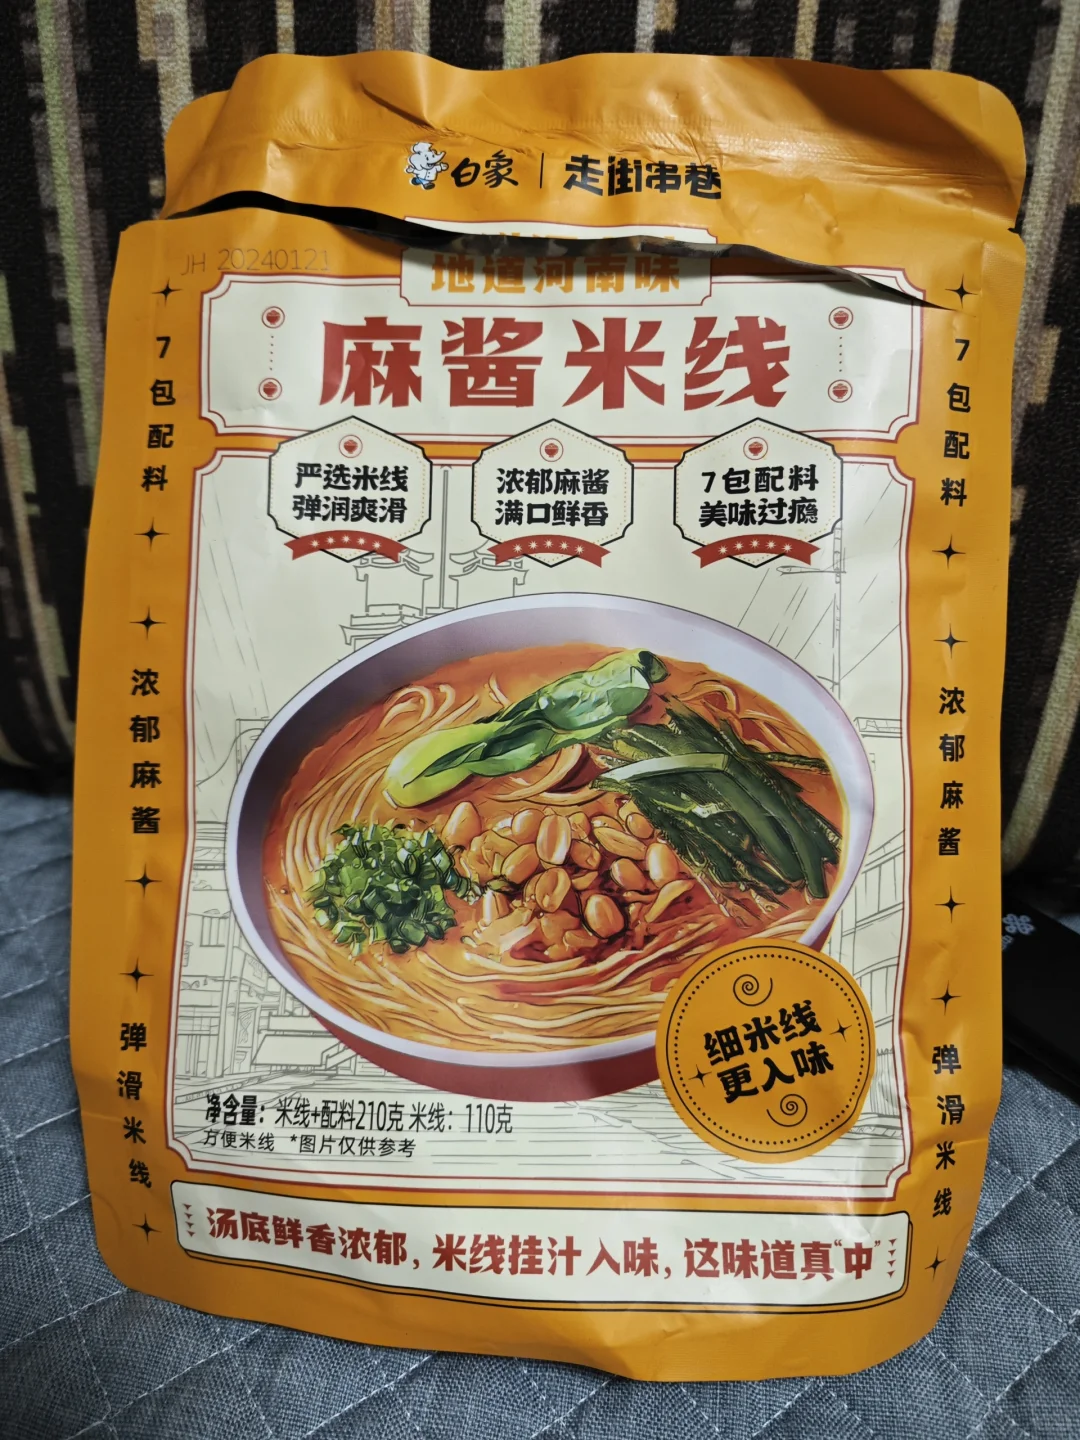 白象 | 走街串巷
JH 20240121
地道河南味
麻酱米线
严选米线
弹润爽滑
浓郁麻酱
满口鲜香
7包配料
美味过瘾
7包配料
浓郁麻酱
弹滑米线
7包配料
浓郁麻酱
弹滑米线
细米线
更入味
净含量：米线+配料210克 米线：110克
方便米线 *图片仅供参考
汤底鲜香浓郁，米线挂汁入味，这味道真“中”